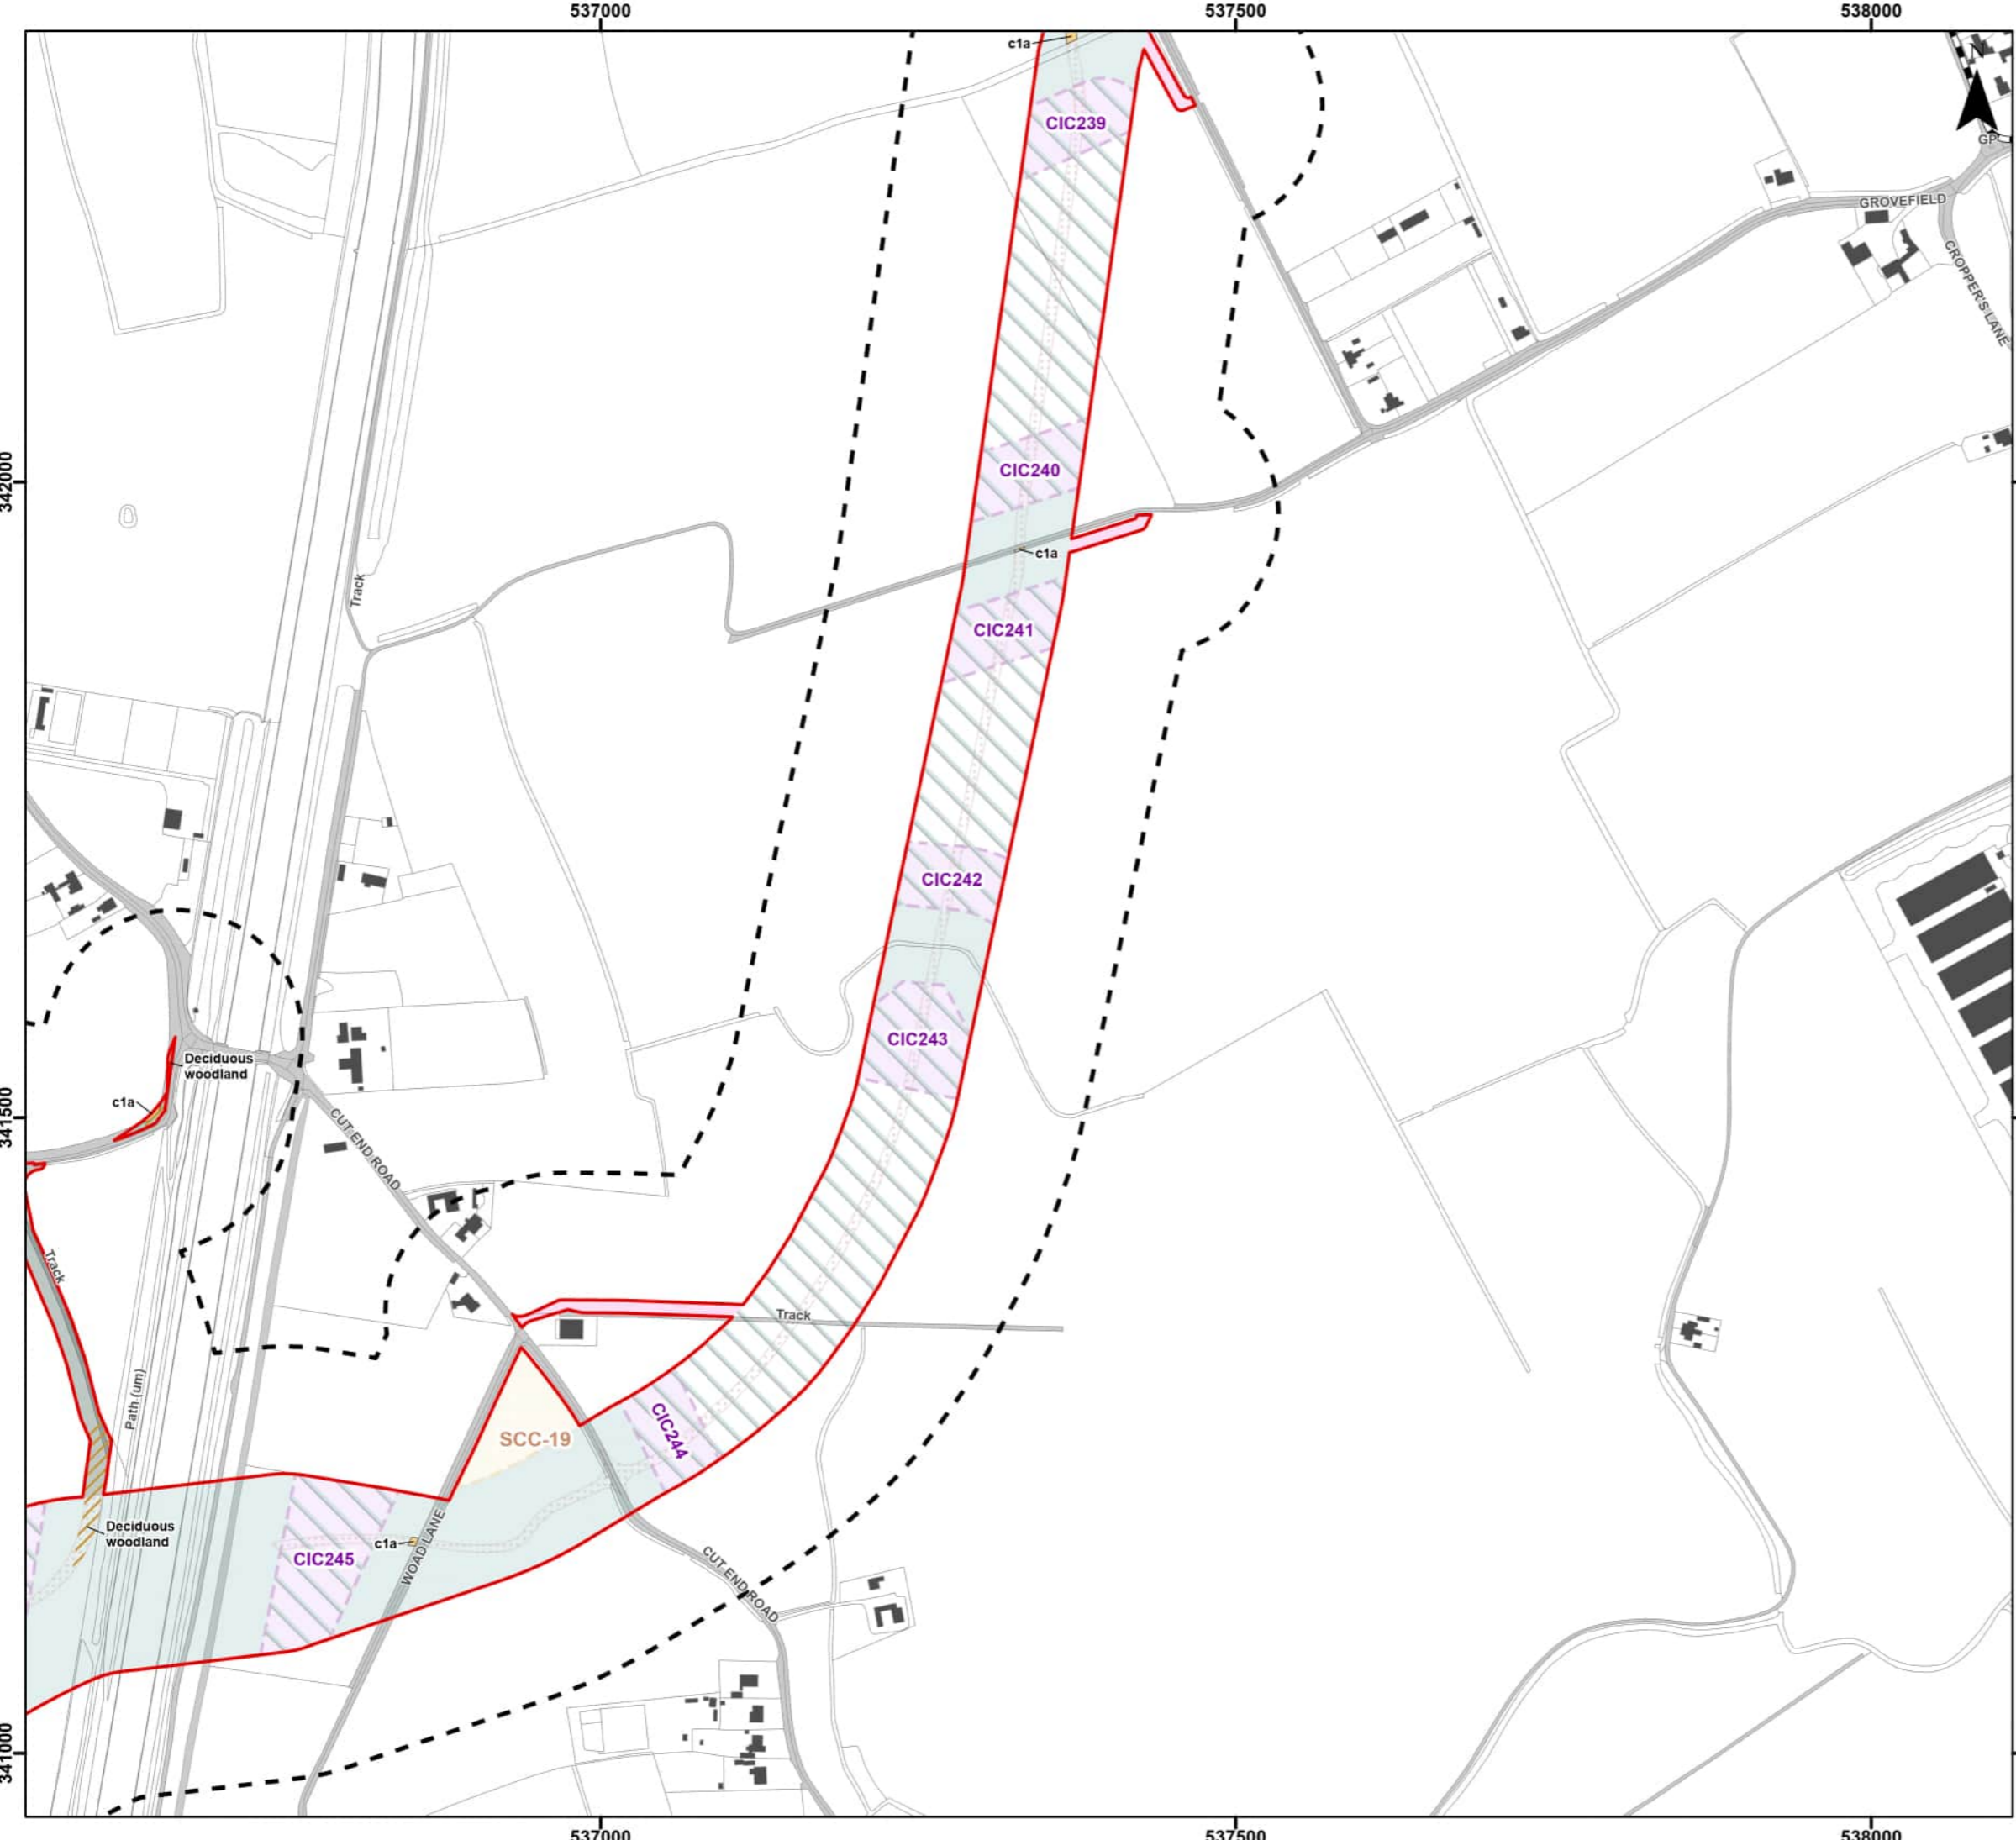 537000
537500
538000
c1a
N
CIC239
GP
GROVEFIELD
CROPPER'S LANE
342000
CIC240
c1a
Track
CIC241
CIC242
CIC243
Deciduous
woodland
c1a
341500
CUT END ROAD
Track
Track
CIC244
SCC-19
Path (um)
Deciduous
woodland
CIC245
c1a
WOAD LANE
CUT END ROAD
341000
537000
537500
538000